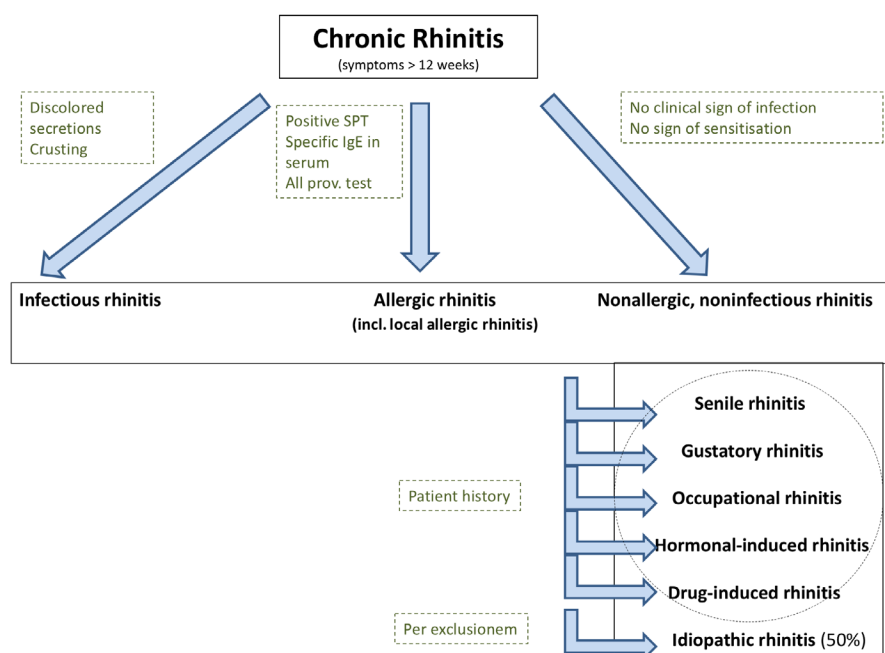 Chronic Rhinitis
(symptoms > 12 weeks)
Discolored
secretions
Crusting
Positive SPT
Specific IgE in
serum
All prov. test
No clinical sign of infection
No sign of sensitisation
Infectious rhinitis
Allergic rhinitis
(incl. local allergic rhinitis)
Nonallergic, noninfectious rhinitis
Senile rhinitis
Gustatory rhinitis
Patient history
Occupational rhinitis
Hormonal-induced rhinitis
Drug-induced rhinitis
Per exclusionem
Idiopathic rhinitis (50%)